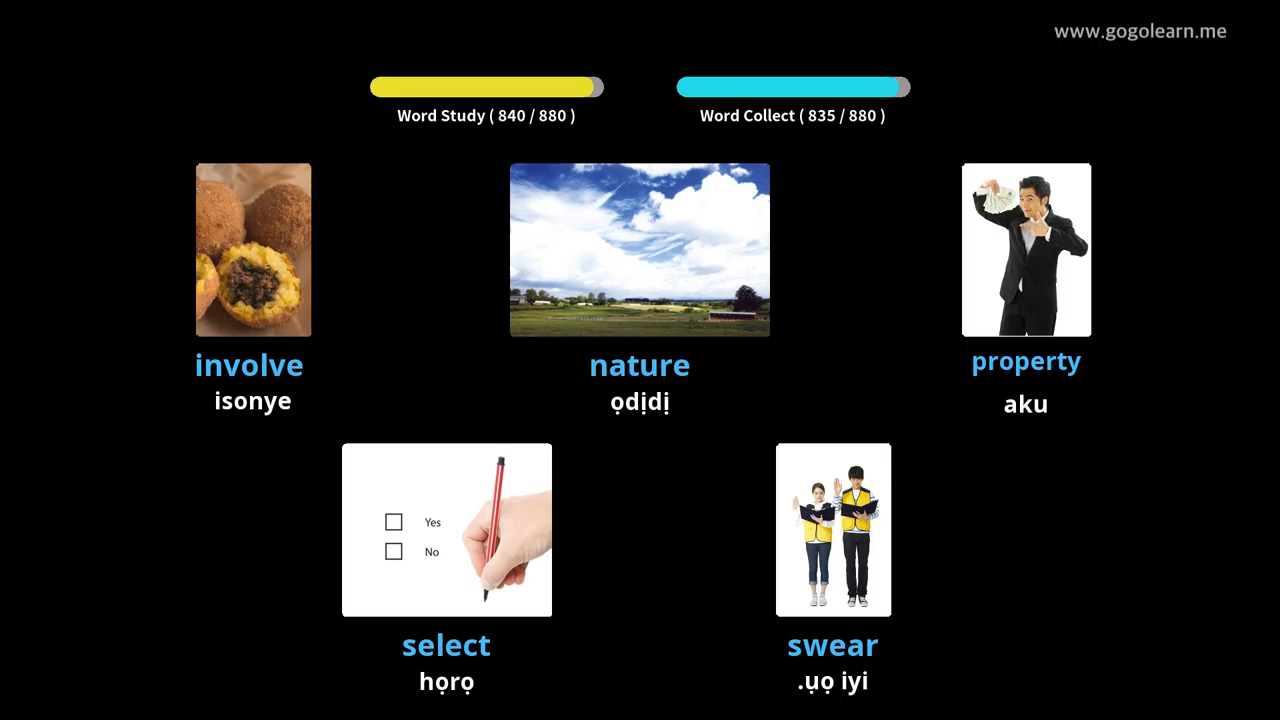 www.gogolearn.me
Word Study ( 840 / 880 )
Word Collect ( 835 / 880 )
involve
isonye
nature
ọdịdị
property
aku
Yes
No
select
họrọ
swear
.ụọ iyi